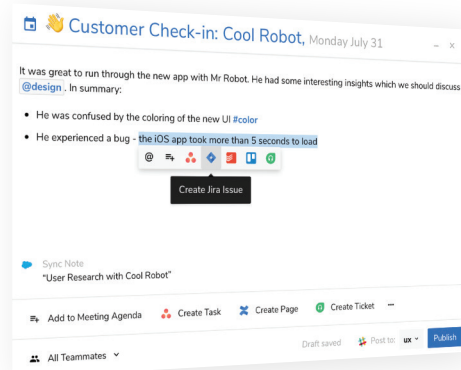 👋 Customer Check-in: Cool Robot, Monday July 31
It was great to run through the new app with Mr Robot. He had some interesting insights which we should discuss
@design . In summary:
• He was confused by the coloring of the new UI #color
• He experienced a bug - the iOS app took more than 5 seconds to load
@
Create Jira Issue
Sync Note
“User Research with Cool Robot”
Add to Meeting Agenda Create Task Create Page Create Ticket
All Teammates Draft saved Post to: ux Publish